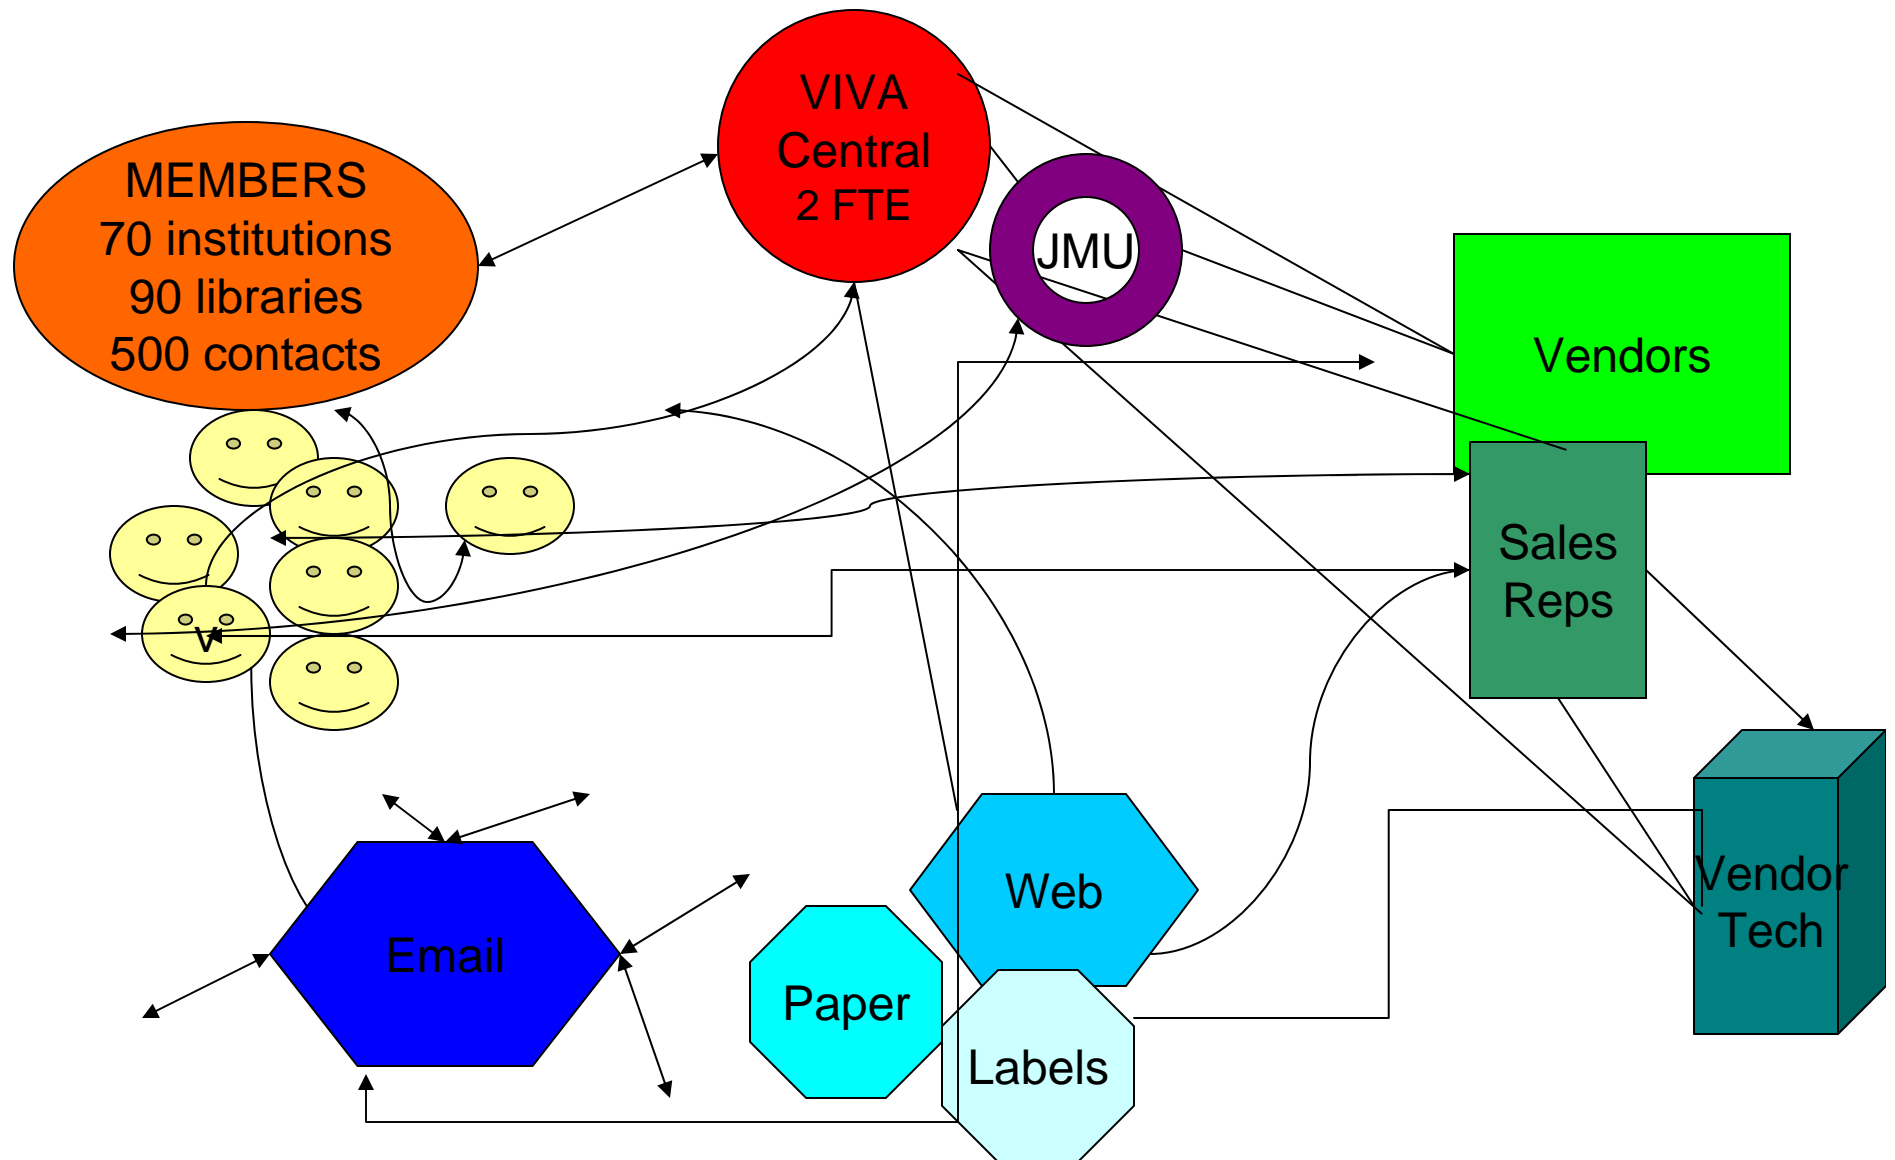 VIVA
Central
2 FTE
MEMBERS
70 institutions
90 libraries
500 contacts
JMU
Vendors
Sales
Reps
v
Vendor
Tech
Web
Email
Paper
Labels